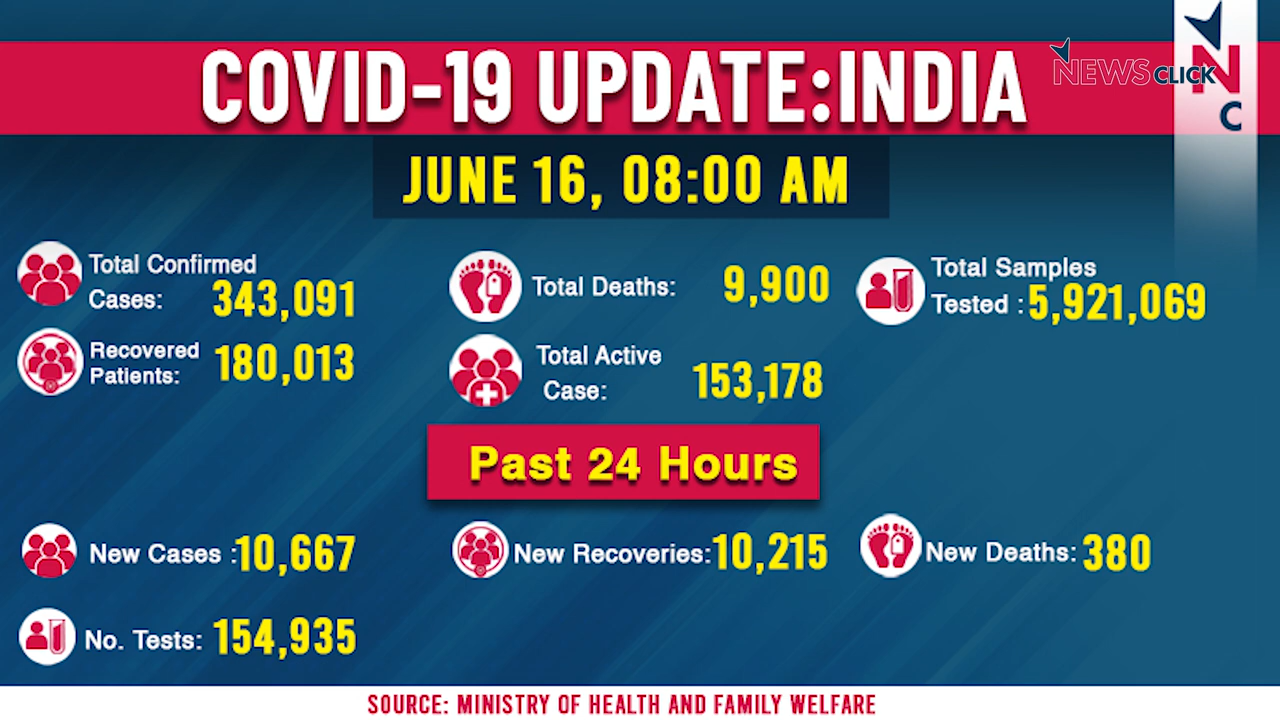 COVID-19 UPDATE:INDIA
NEWSCLICK
N
C
JUNE 16, 08:00 AM
Total Confirmed
Cases: 343,091
Recovered
Patients: 180,013
Total Deaths: 9,900
Total Active
Case: 153,178
Total Samples
Tested : 5,921,069
Past 24 Hours
New Cases : 10,667
New Recoveries: 10,215
New Deaths: 380
No. Tests: 154,935
SOURCE: MINISTRY OF HEALTH AND FAMILY WELFARE